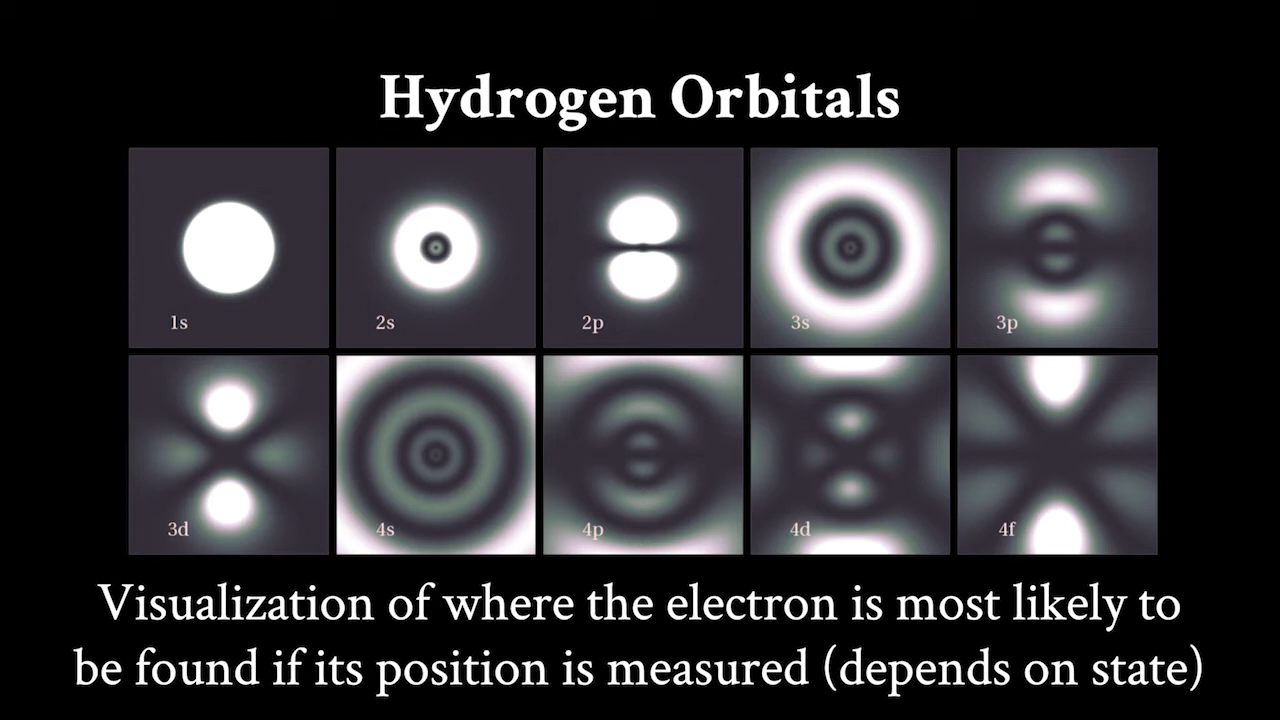 Hydrogen Orbitals
1s
2s
2p
3s
3p
3d
4s
4p
4d
4f
Visualization of where the electron is most likely to
be found if its position is measured (depends on state)